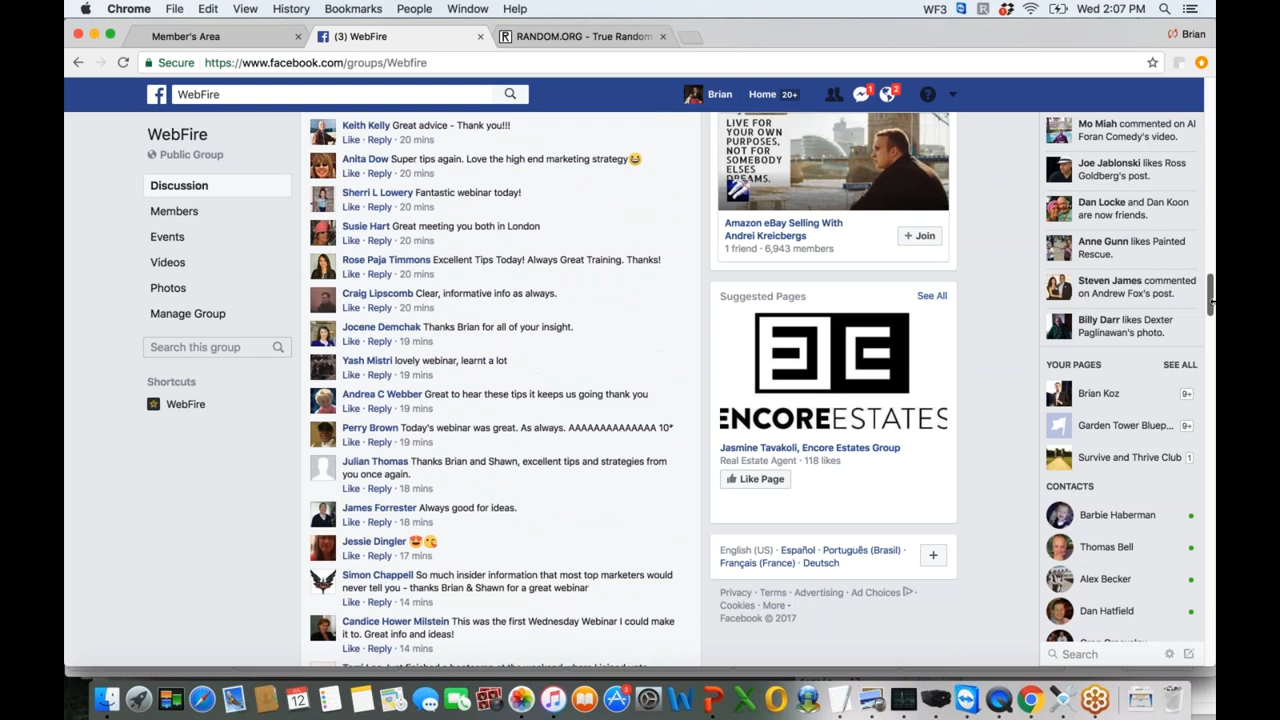 Chrome File Edit View History Bookmarks People Window Help
WF3 Wed 2:07 PM
Member's Area
(3) WebFire
RANDOM.ORG - True Random
Brian
Secure https://www.facebook.com/groups/Webfire
WebFire
Brian Home 20+
1
2
WebFire
Public Group
Discussion
Members
Events
Videos
Photos
Manage Group
Search this group
Shortcuts
WebFire
Keith Kelly Great advice - Thank you!!!
Like · Reply · 20 mins
Anita Dow Super tips again. Love the high end marketing strategy😄
Like · Reply · 20 mins
Sherri L Lowery Fantastic webinar today!
Like · Reply · 20 mins
Susie Hart Great meeting you both in London
Like · Reply · 20 mins
Rose Paja Timmons Excellent Tips Today! Always Great Training. Thanks!
Like · Reply · 20 mins
Craig Lipscomb Clear, informative info as always.
Like · Reply · 20 mins
Jocene Demchak Thanks Brian for all of your insight.
Like · Reply · 19 mins
Yash Mistri lovely webinar, learnt a lot
Like · Reply · 19 mins
Andrea C Webber Great to hear these tips it keeps us going thank you
Like · Reply · 19 mins
Perry Brown Today's webinar was great. As always. AAAAAAAAAAAAAA 10*
Like · Reply · 19 mins
Julian Thomas Thanks Brian and Shawn, excellent tips and strategies from
you once again.
Like · Reply · 18 mins
James Forrester Always good for ideas.
Like · Reply · 18 mins
Jessie Dingler 😍😘
Like · Reply · 17 mins
Simon Chappell So much insider information that most top marketers would
never tell you - thanks Brian & Shawn for a great webinar
Like · Reply · 14 mins
Candice Hower Milstein This was the first Wednesday Webinar I could make
it to. Great info and ideas!
Like · Reply · 14 mins
LIVE FOR
YOUR OWN
PURPOSES,
NOT FOR
SOMEBODY
ELSES
DREAMS.
Amazon eBay Selling With
Andrei Kreicbergs
1 friend · 6,943 members
+ Join
Suggested Pages See All
ENCOREESTATES
Jasmine Tavakoli, Encore Estates Group
Real Estate Agent · 118 likes
Like Page
English (US) · Español · Português (Brasil) ·
Français (France) · Deutsch
+
Privacy · Terms · Advertising · Ad Choices ·
Cookies · More
Facebook © 2017
Mo Miah commented on Al
Foran Comedy's video.
Joe Jablonski likes Ross
Goldberg's post.
Dan Locke and Dan Koon
are now friends.
Anne Gunn likes Painted
Rescue.
Steven James commented
on Andrew Fox's post.
Billy Darr likes Dexter
Paglinawan's photo.
YOUR PAGES SEE ALL
Brian Koz 9+
Garden Tower Bluep... 9+
Survive and Thrive Club 1
CONTACTS
Barbie Haberman
Thomas Bell
Alex Becker
Dan Hatfield
Search